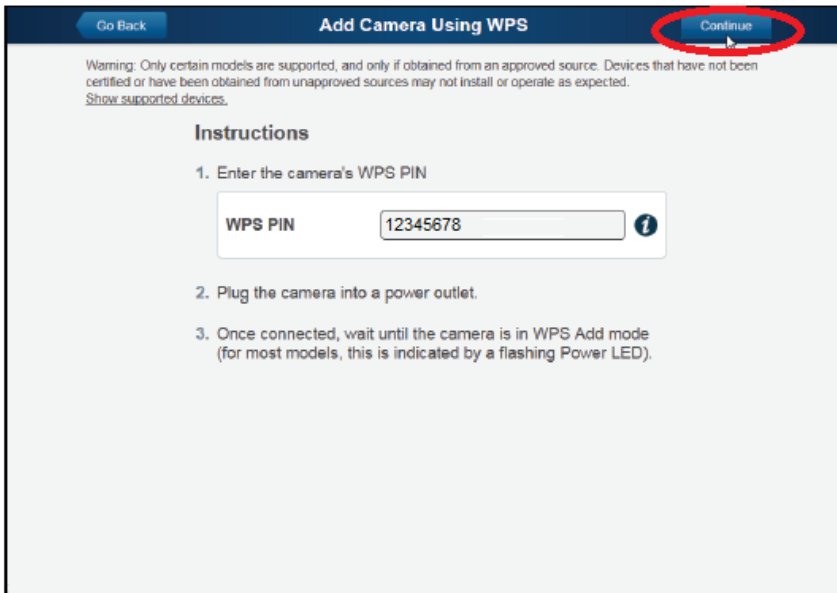 Go Back
Add Camera Using WPS
Continue
Warning: Only certain models are supported, and only if obtained from an approved source. Devices that have not been
certified or have been obtained from unapproved sources may not install or operate as expected.
Show supported devices.
Instructions
1. Enter the camera's WPS PIN
WPS PIN 12345678 i
2. Plug the camera into a power outlet.
3. Once connected, wait until the camera is in WPS Add mode
(for most models, this is indicated by a flashing Power LED).